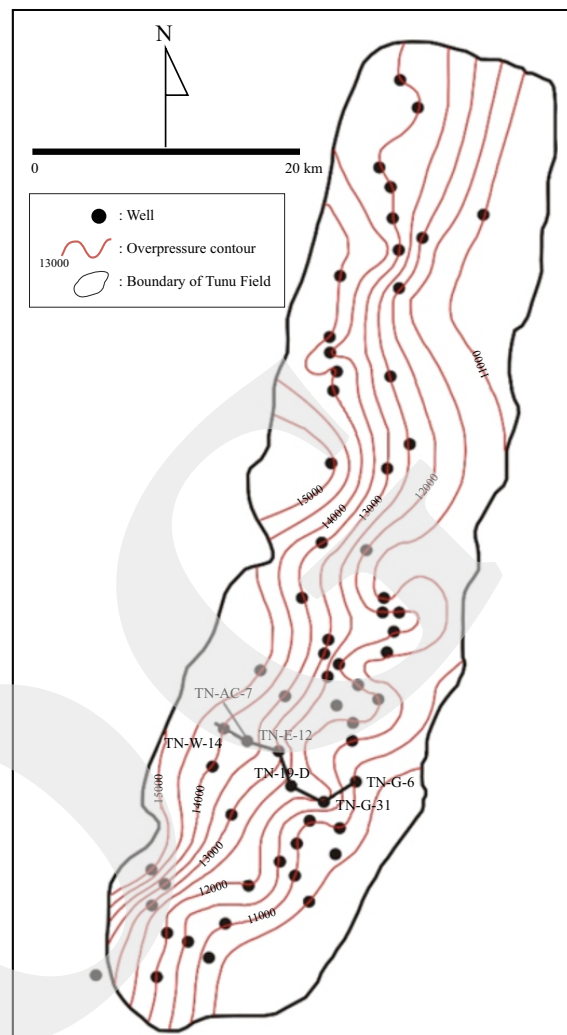 N
0
20 km
: Well
13000
: Overpressure contour
: Boundary of Tunu Field
11000
15000
14000
13000
12000
TN-AC-7
TN-W-14
TN-E-12
TN-19-D
TN-G-6
TN-G-31
15000
14000
13000
12000
11000